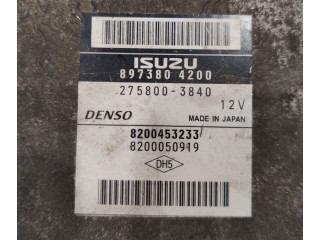 ISUZU
897380 4200
275800-3840
12V
DENSO MADE IN JAPAN
8200453233
8200050919
DH5